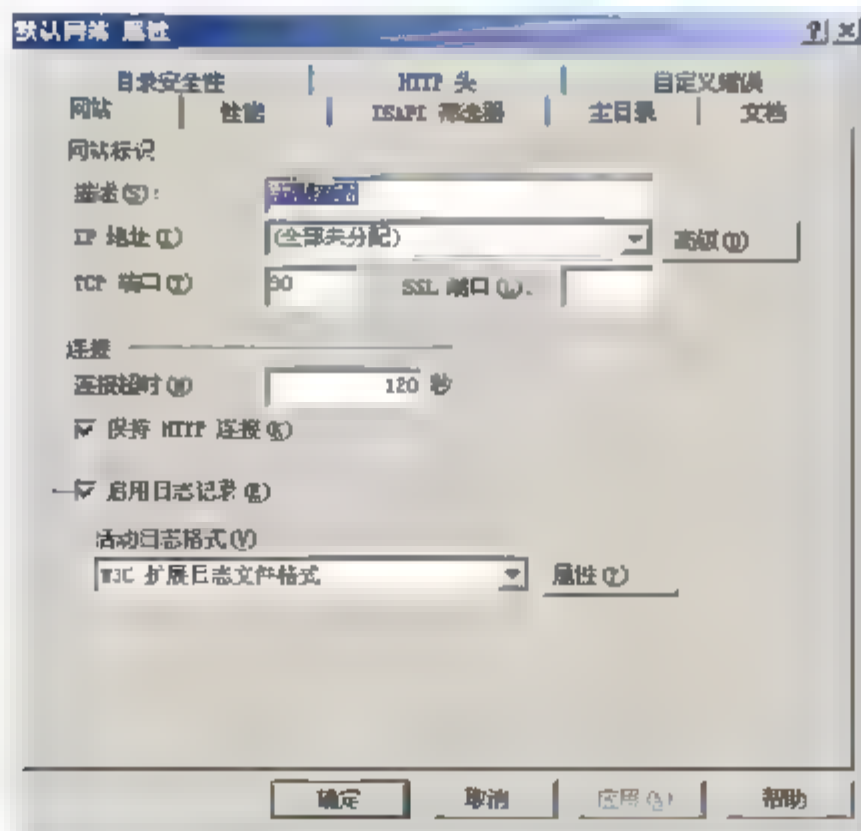 默认网站 属性
目录安全性 HTTP 头 自定义错误
网站 性能 ISAPI 筛选器 主目录 文档
网站标识
描述(S):
IP 地址(I) (全部未分配) 高级(D)
TCP 端口(T) 80 SSL 端口(L):
连接
连接超时(N) 120 秒
保持 HTTP 连接(K)
启用日志记录(E)
活动日志格式(V)
W3C 扩展日志文件格式 属性(P)
确定 取消 应用(A) 帮助